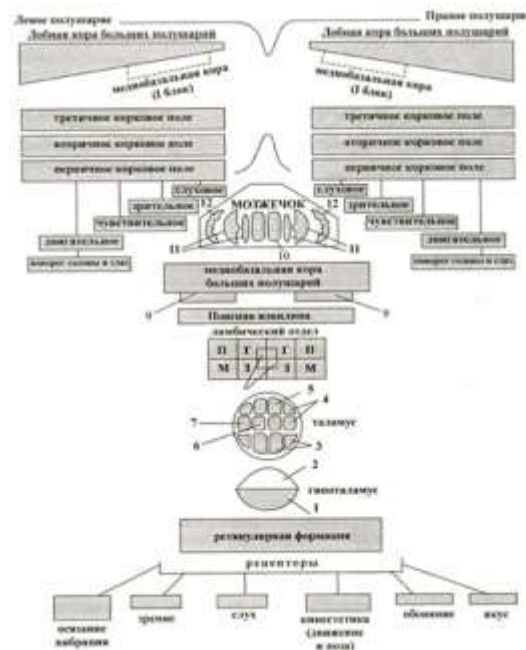 Левое полушарие
Правое полушарие
Лобная кора больших полушарий
Лобная кора больших полушарий
медиобазальная кора
(I блок)
медиобазальная кора
(I блок)
третичное корковое поле
третичное корковое поле
вторичное корковое поле
вторичное корковое поле
первичное корковое поле
первичное корковое поле
слуховое
слуховое
зрительное
12
МОЗЖЕЧОК
12
зрительное
чувствительное
чувствительное
двигательное
11
10
11
двигательное
поворот головы и глаз
поворот головы и глаз
медиобазальная кора
больших полушарий
9
9
Поясная извилина
лимбический отдел
П Г Г П
М М
5
4
7
таламус
6
3
2
гипоталамус
1
ретикулярная формация
рецепторы
осязание
вибрация
зрение
слух
кинестетика
(движение
и поза)
обоняние
вкус